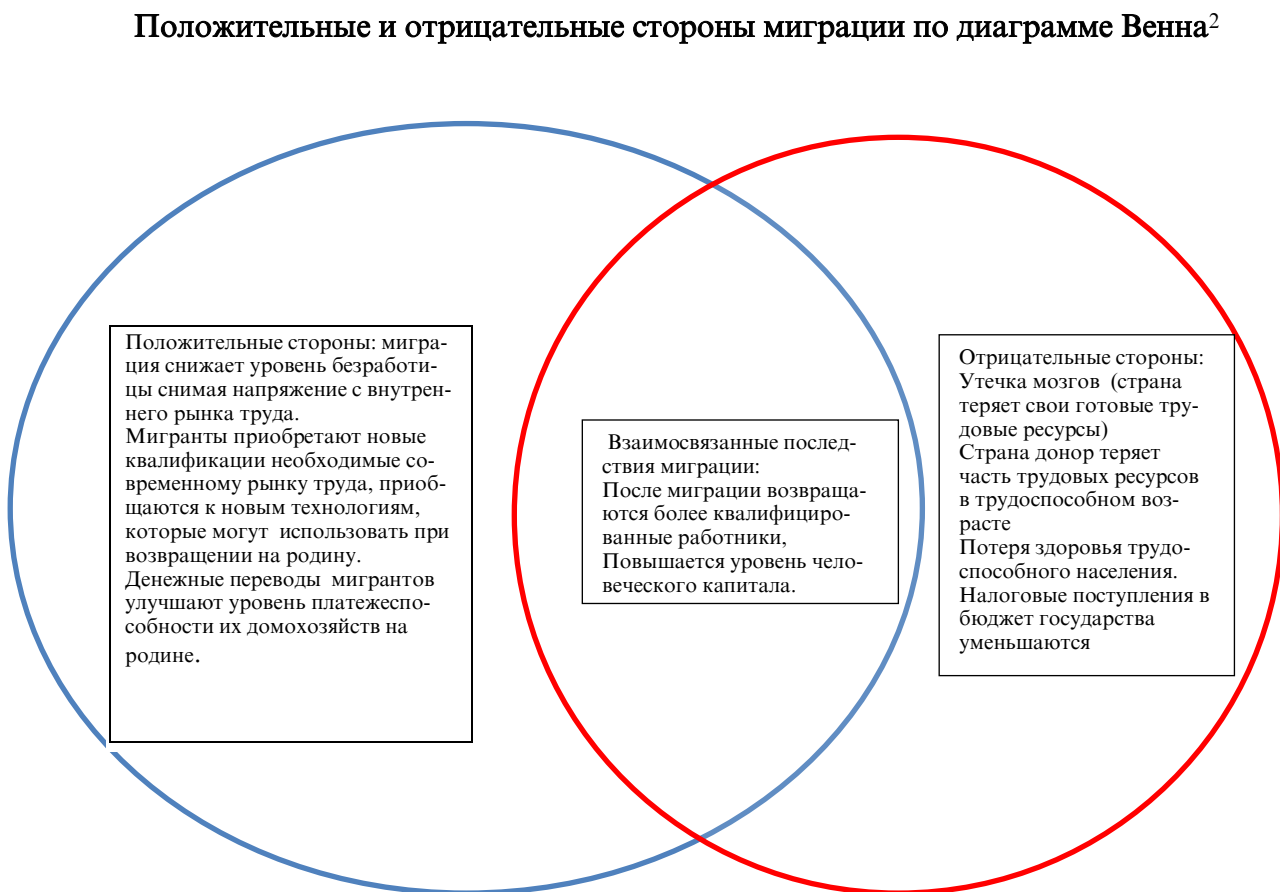 Положительные и отрицательные стороны миграции по диаграмме Венна²
Положительные стороны: мигра-
ция снижает уровень безработи-
цы снимая напряжение с внутрен-
него рынка труда.
Мигранты приобретают новые
квалификации необходимые со-
временному рынку труда, приоб-
щаются к новым технологиям,
которые могут использовать при
возвращении на родину.
Денежные переводы мигрантов
улучшают уровень платежеспо-
собности их домохозяйств на
родине.
Взаимосвязанные послед-
ствия миграции:
После миграции возвраща-
ются более квалифициро-
ванные работники,
Повышается уровень чело-
веческого капитала.
Отрицательные стороны:
Утечка мозгов (страна
теряет свои готовые тру-
довые ресурсы)
Страна донор теряет
часть трудовых ресурсов
в трудоспособном воз-
расте
Потеря здоровья трудо-
способного населения.
Налоговые поступления в
бюджет государства
уменьшаются